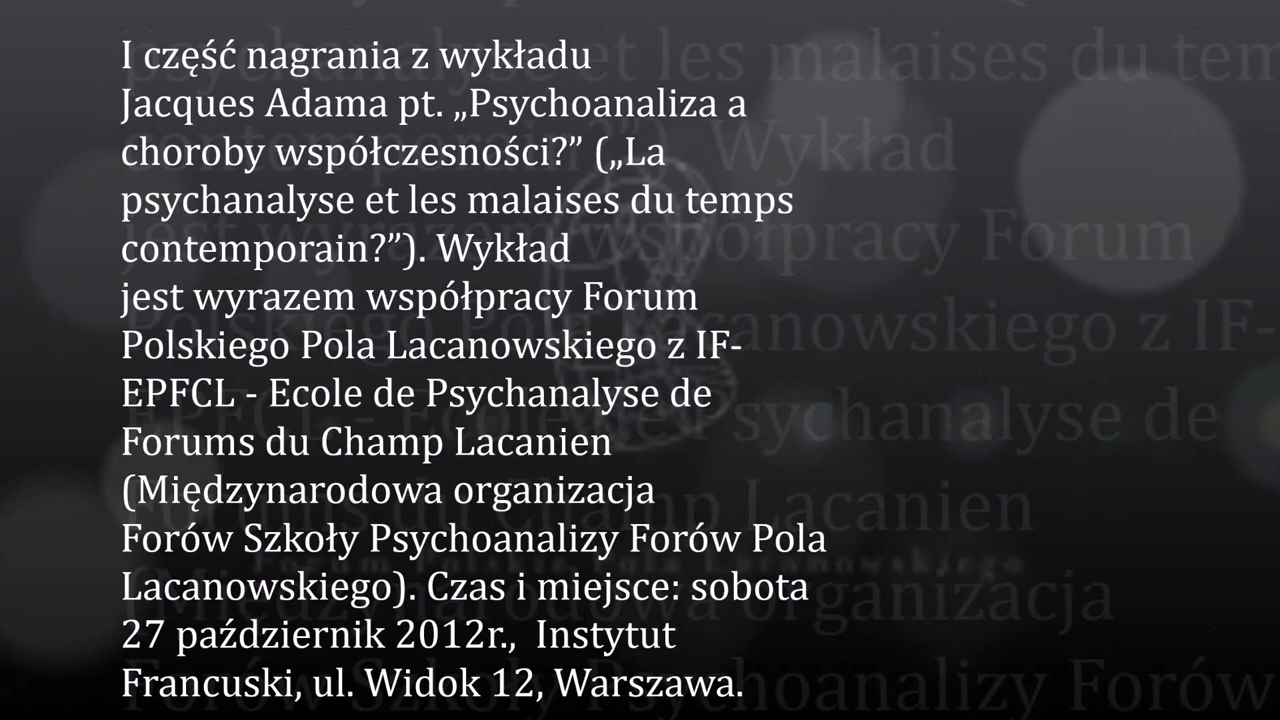 I część nagrania z wykładu
Jacques Adama pt. „Psychoanaliza a
choroby współczesności?” („La
psychanalyse et les malaises du temps
contemporain?”). Wykład
jest wyrazem współpracy Forum
Polskiego Pola Lacanowskiego z IF-
EPFCL - Ecole de Psychanalyse de
Forums du Champ Lacanien
(Międzynarodowa organizacja
Forów Szkoły Psychoanalizy Forów Pola
Lacanowskiego). Czas i miejsce: sobota
27 październik 2012r.,  Instytut
Francuski, ul. Widok 12, Warszawa.